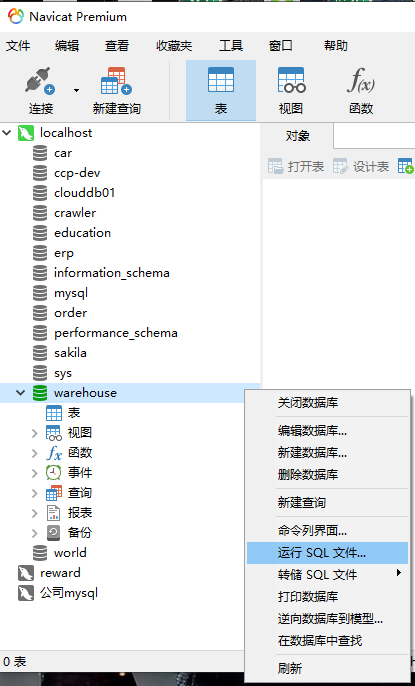 Navicat Premium
文件 编辑 查看 收藏夹 工具 窗口 帮助
连接 新建查询 表 视图 f(x) 函数
localhost
对象
car
打开表 设计表
ccp-dev
clouddb01
crawler
education
erp
information_schema
mysql
order
performance_schema
sakila
sys
warehouse
表
视图
fx 函数
事件
查询
报表
备份
world
reward
公司mysql
关闭数据库
编辑数据库...
新建数据库...
删除数据库
新建查询
命令列界面...
运行 SQL 文件...
转储 SQL 文件
打印数据库
逆向数据库到模型...
在数据库中查找
刷新
0 表